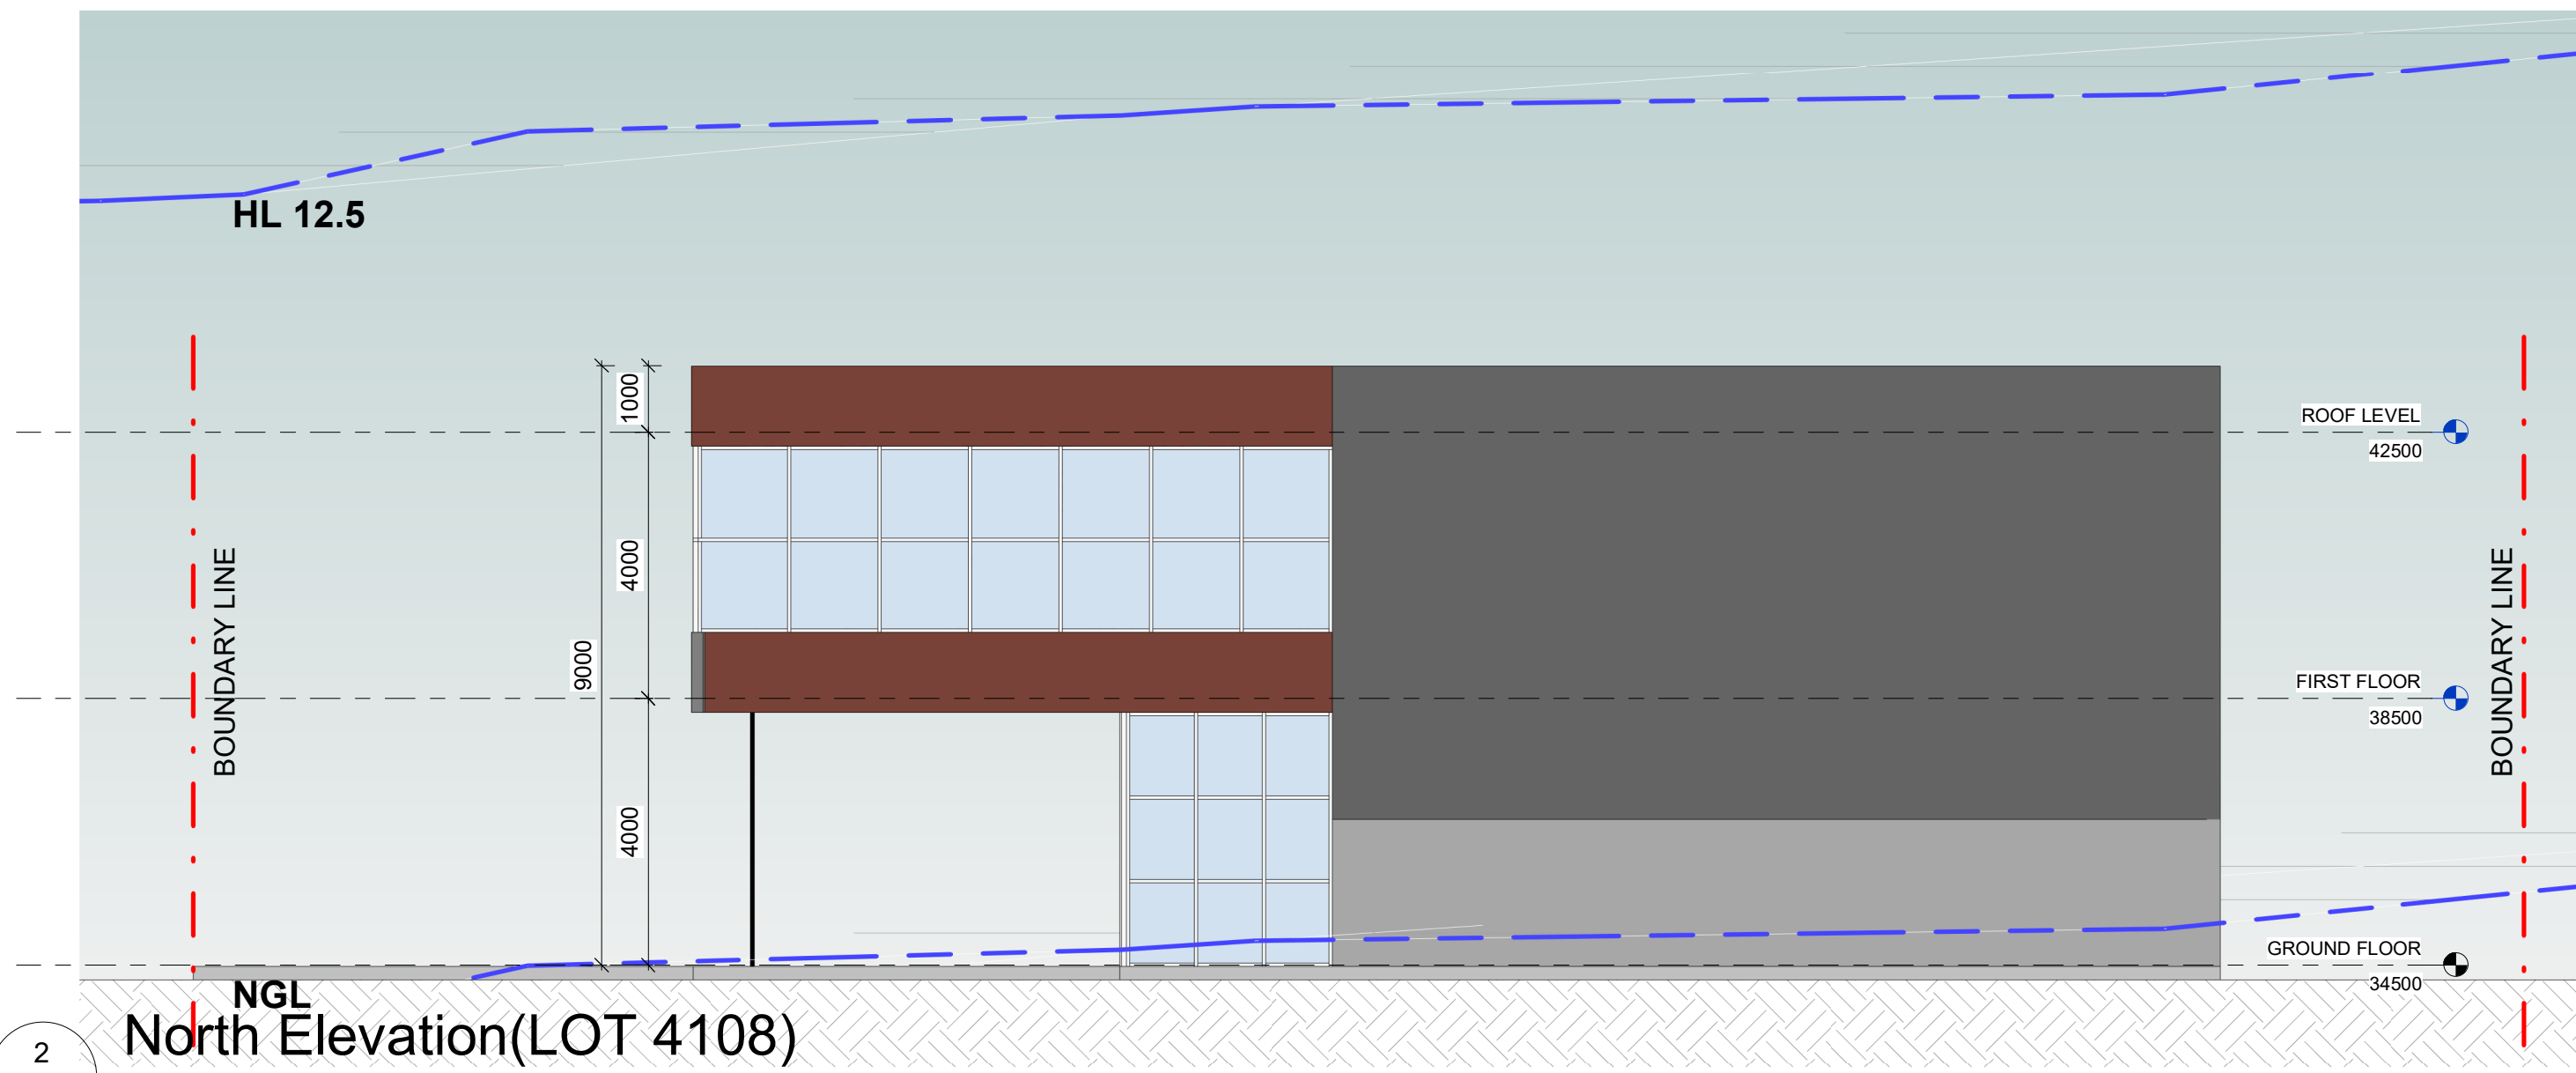 HL 12.5
1000
ROOF LEVEL
42500
4000
BOUNDARY LINE
BOUNDARY LINE
9000
FIRST FLOOR
38500
4000
GROUND FLOOR
34500
NGL
North Elevation(LOT 4108)
2